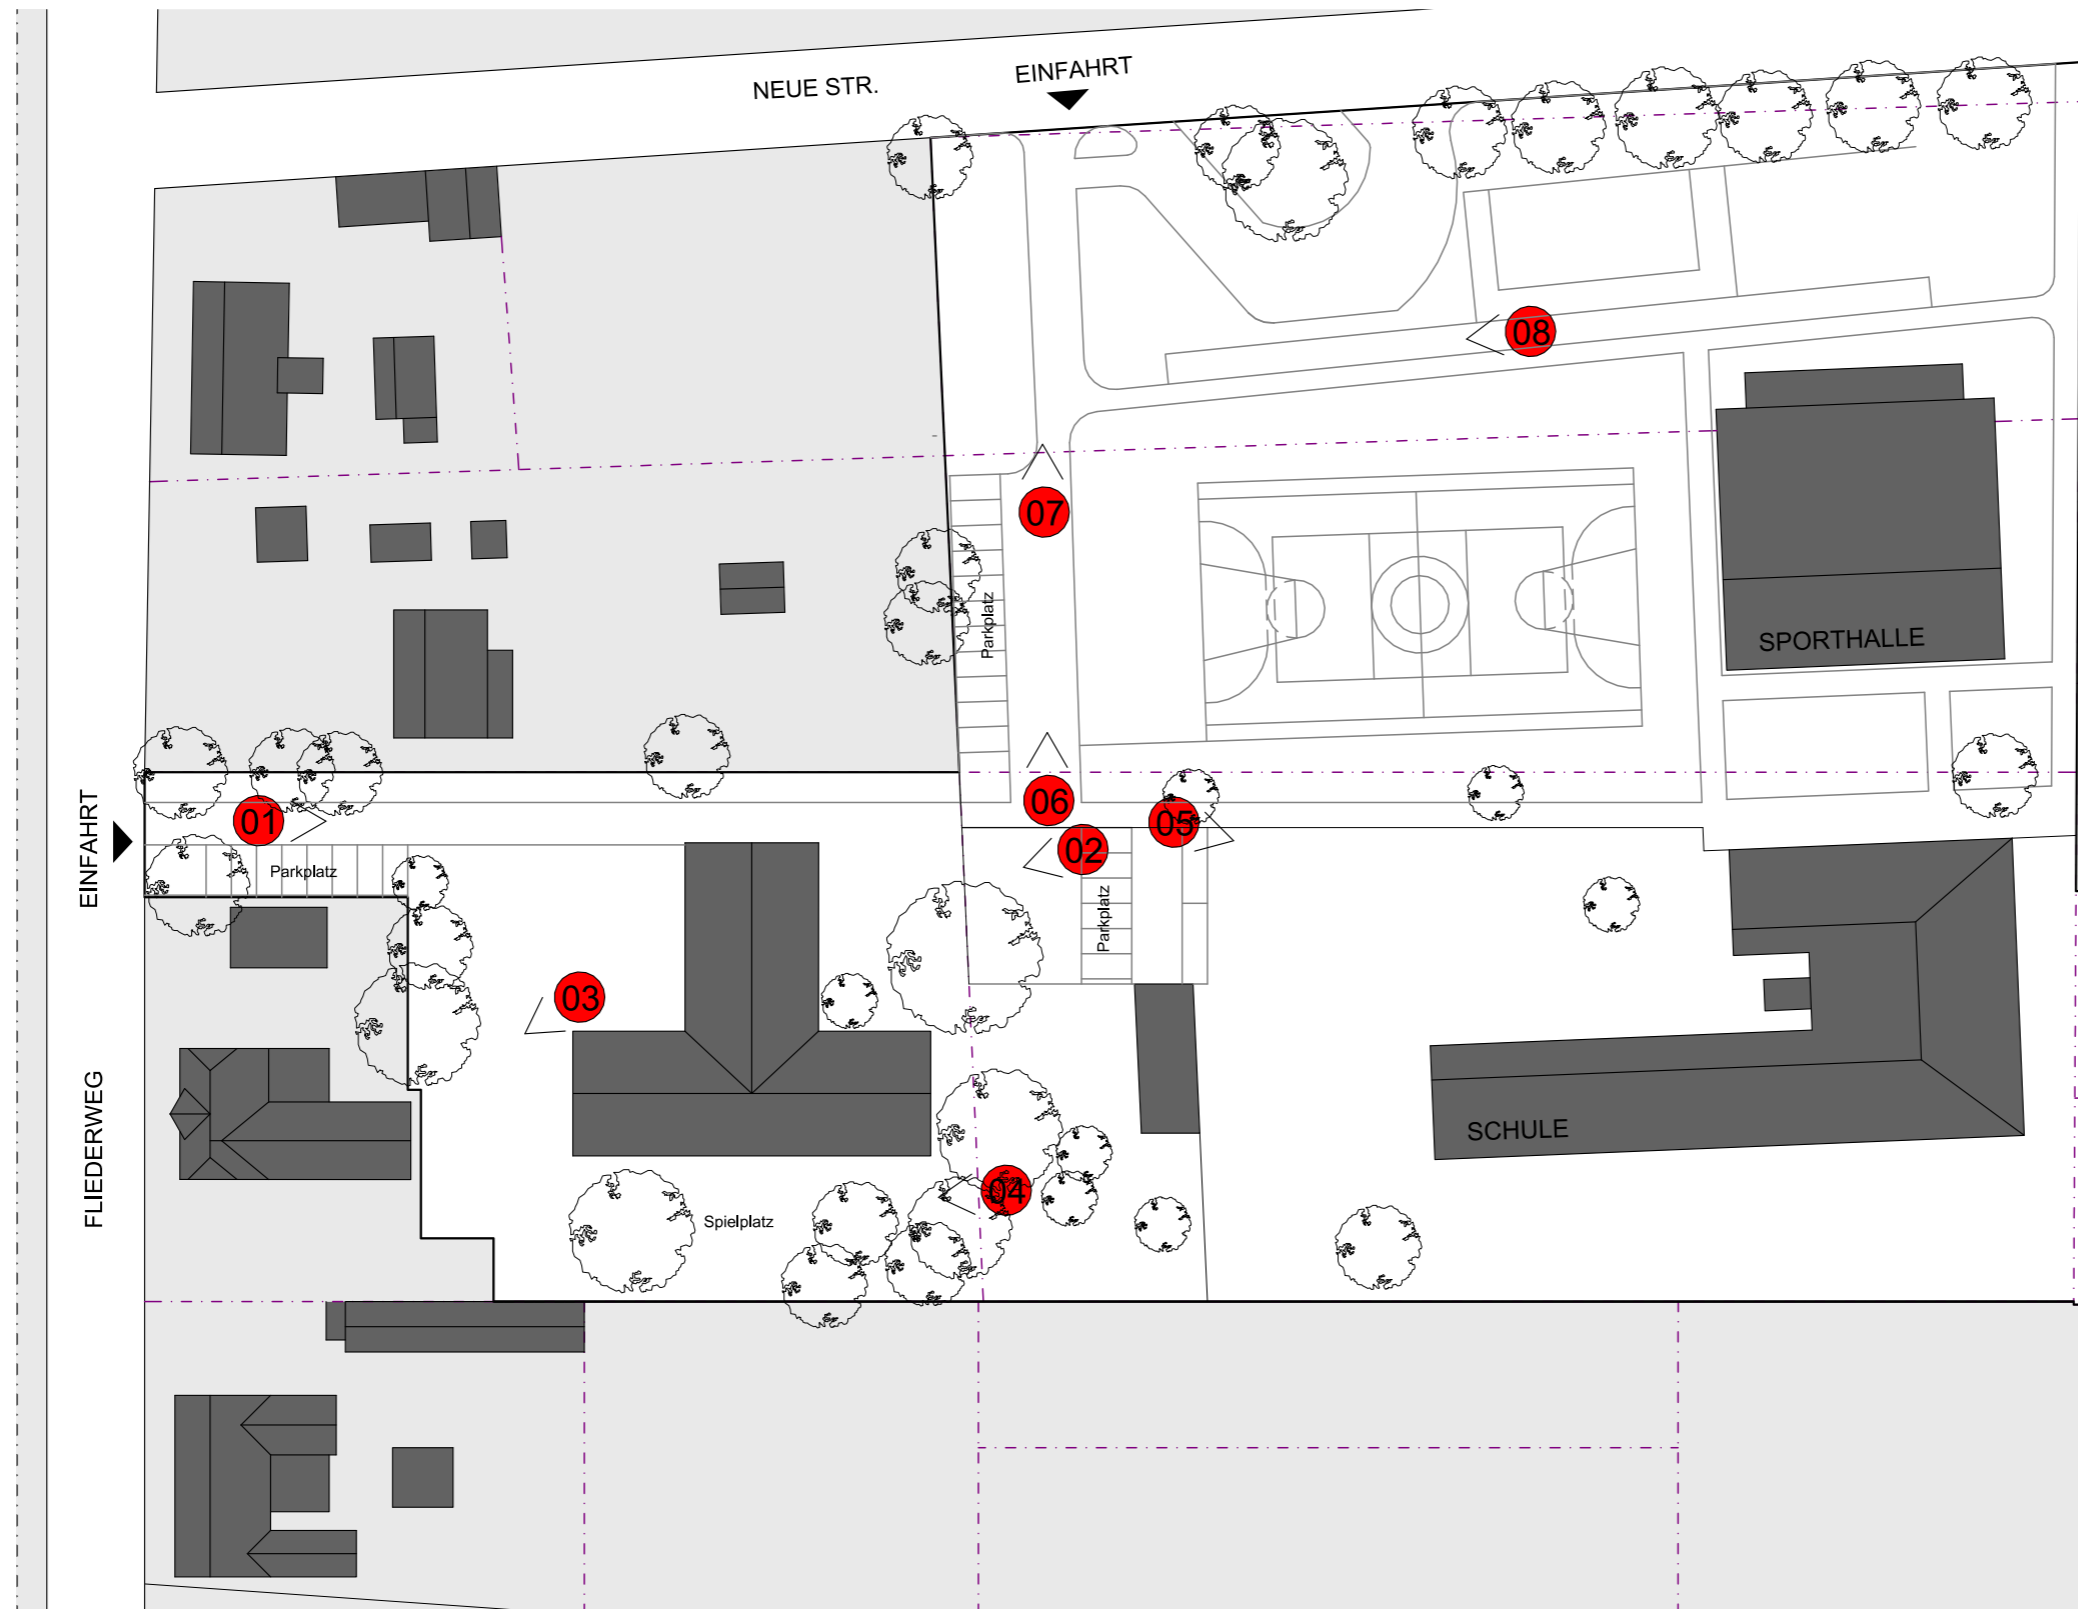 NEUE STR.
EINFAHRT
08
07
Parkplatz
SPORTHALLE
EINFAHRT
01
06
05
02
Parkplatz
Parkplatz
03
FLIEDERWEG
SCHULE
04
Spielplatz